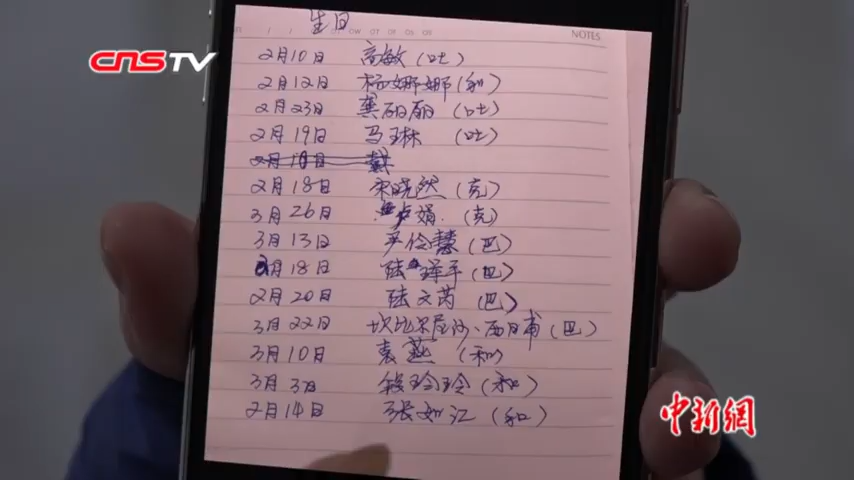 生日
NOTES
CNSTV
2月10日 高敏(吐)
2月12日 杨娜娜(和)
2月23日 龚丽丽(吐)
2月19日 马琳(吐)
2月18日 宋晓然(克)
3月26日 卢娟(克)
3月13日 严伶慧(巴)
月18日 陆 平(巴)
2月20日 陆文芮(巴)
3月22日 坎比尔尼沙·西日甫(巴)
3月10日 袁燕(和)
3月3日 钱玲玲(和)
2月14日 张如江(和)
中新網